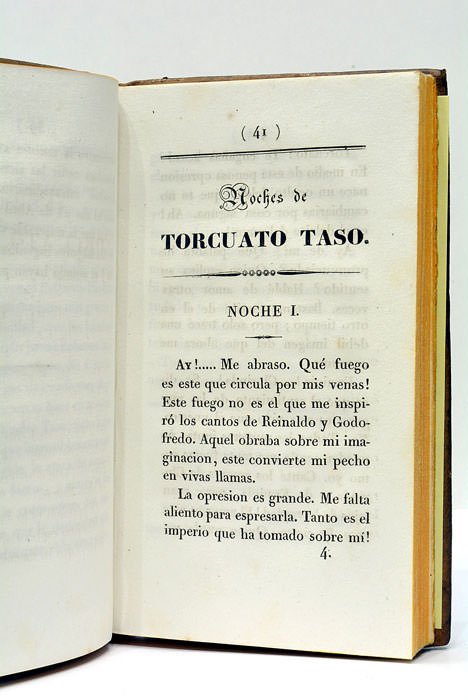 ( 41 )
Noches de
TORCUATO TASO.
NOCHE I.
AY!..... Me abraso. Qué fuego
es este que circula por mis venas!
Este fuego no es el que me inspi-
ró los cantos de Reinaldo y Godo-
fredo. Aquel obraba sobre mi ima-
ginacion, este convierte mi pecho
en vivas llamas.
La opresion es grande. Me falta
aliento para espresarla. Tanto es el
imperio que ha tomado sobre mí!
4.